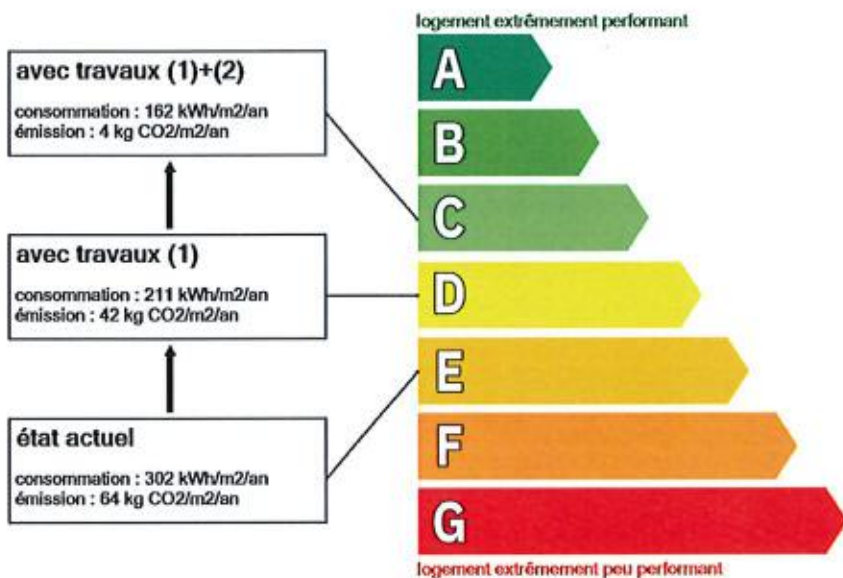 logement extrêmement performant
avec travaux (1)+(2)
consommation : 162 kWh/m2/an
émission : 4 kg CO2/m2/an
avec travaux (1)
consommation : 211 kWh/m2/an
émission : 42 kg CO2/m2/an
état actuel
consommation : 302 kWh/m2/an
émission : 64 kg CO2/m2/an
A
B
C
D
E
F
G
logement extrêmement peu performant